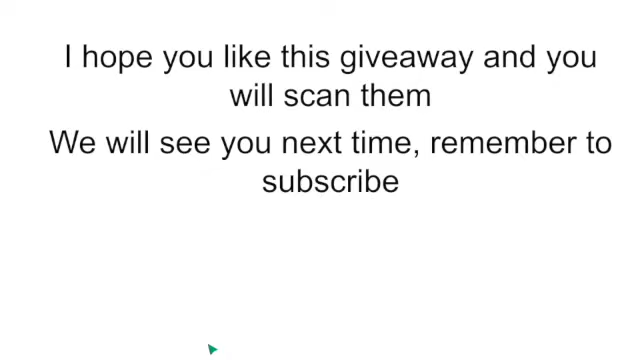 I hope you like this giveaway and you
will scan them
We will see you next time, remember to
subscribe